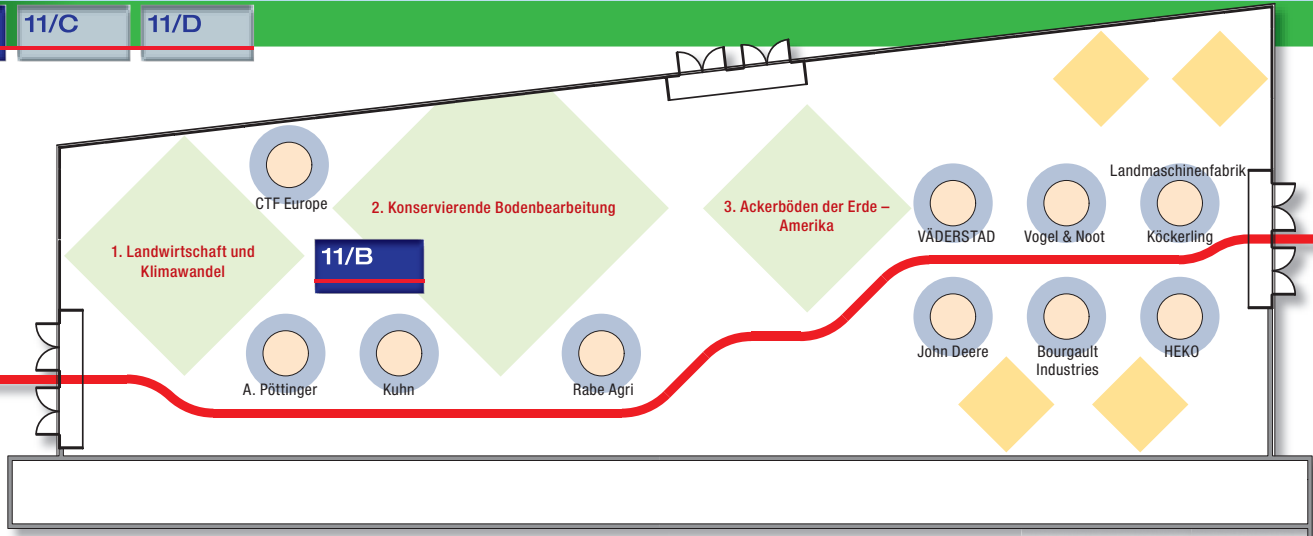 11/C
11/D
CTF Europe
1. Landwirtschaft und
Klimawandel
2. Konservierende Bodenbearbeitung
11/B
3. Ackerböden der Erde –
Amerika
Landmaschinenfabrik
VÄDERSTAD
Vogel & Noot
Köckerling
A. Pöttinger
Kuhn
Rabe Agri
John Deere
Bourgault
Industries
HEKO